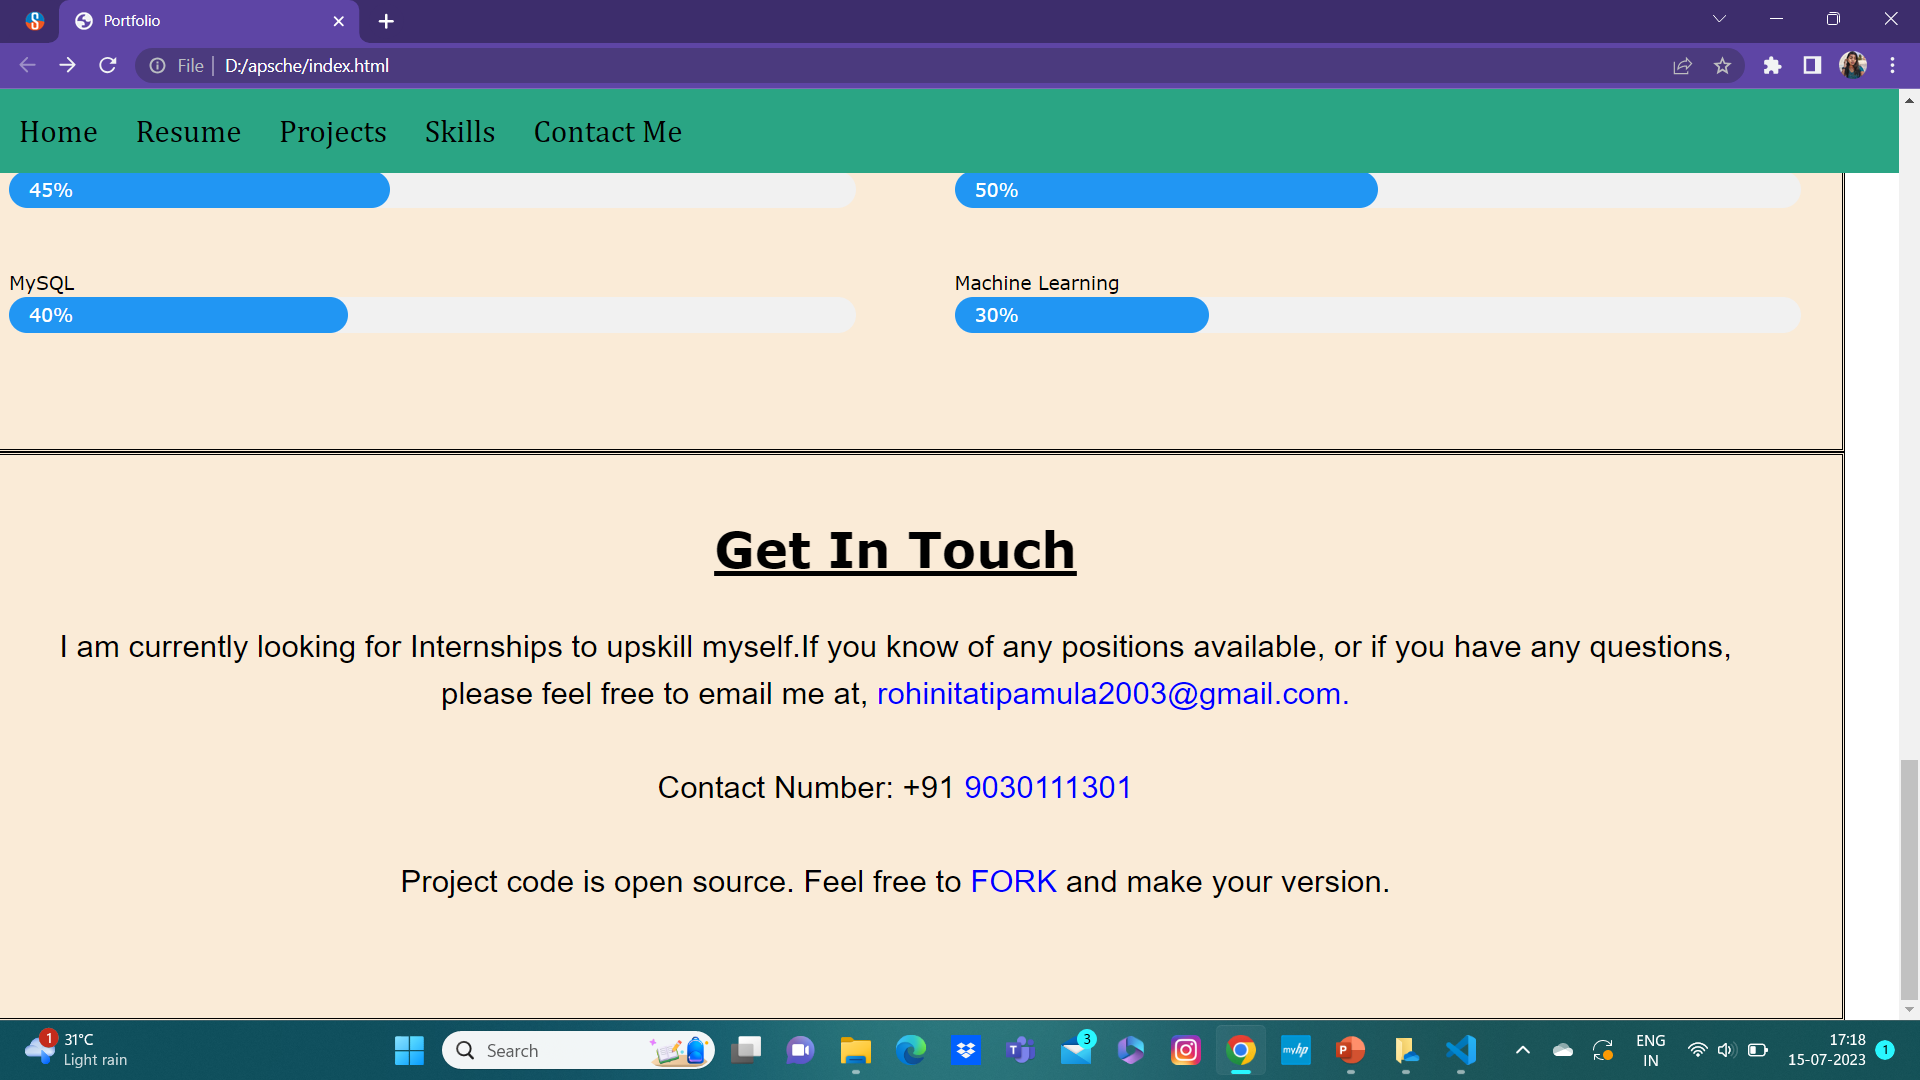 Portfolio
File D:/apsche/index.html
Home Resume Projects Skills Contact Me
45% 50%
MySQL Machine Learning
40% 30%
Get In Touch
I am currently looking for Internships to upskill myself.If you know of any positions available, or if you have any questions,
please feel free to email me at, rohinitatipamula2003@gmail.com.
Contact Number: +91 9030111301
Project code is open source. Feel free to FORK and make your version.
1 31°C
Light rain
Search
3
myhp
ENG
IN
17:18
15-07-2023
1